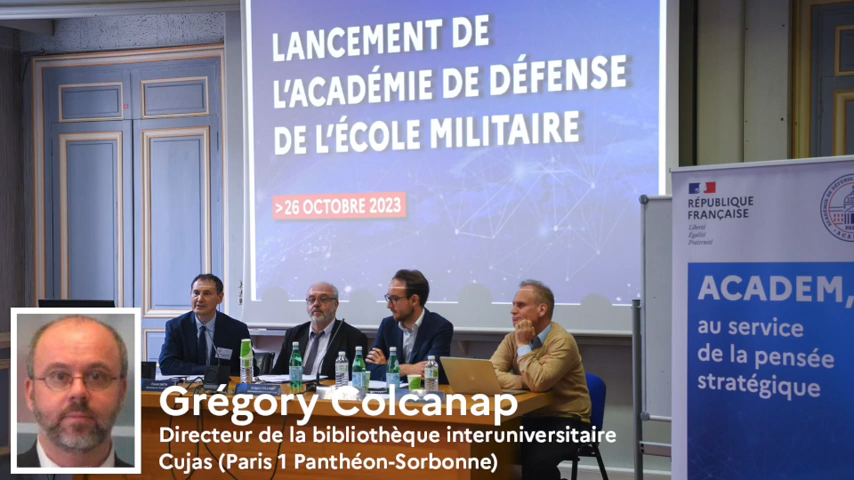 LANCEMENT DE
L'ACADÉMIE DE DÉFENSE
DE L'ÉCOLE MILITAIRE
> 26 OCTOBRE 2023
RÉPUBLIQUE
FRANÇAISE
Liberté
Égalité
Fraternité
ACADEM,
au service
de la pensée
stratégique
Grégory Colcanap
Directeur de la bibliothèque interuniversitaire
Cujas (Paris 1 Panthéon-Sorbonne)